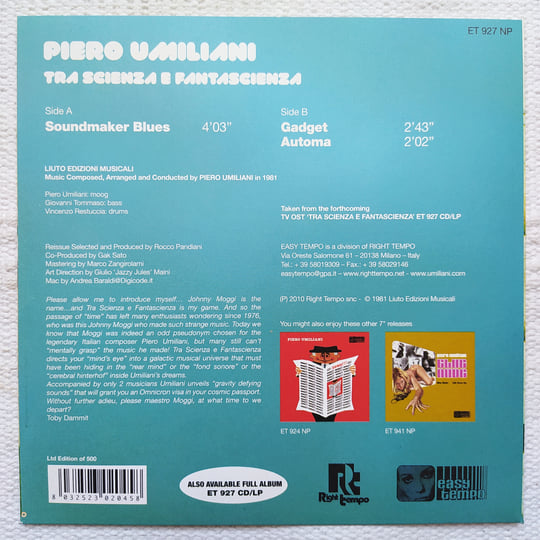 ET 927 NP
PIERO UMILIANI
TRA SCIENZA E FANTASCIENZA
Side A
Soundmaker Blues 4'03"
Side B
Gadget 2'43"
Automa 2'02"
LIUTO EDIZIONI MUSICALI
Music Composed, Arranged and Conducted by PIERO UMILIANI in 1981
Piero Umiliani: moog
Giovanni Tommaso: bass
Vincenzo Restuccia: drums
Taken from the forthcoming
TV OST 'TRA SCIENZA E FANTASCIENZA' ET 927 CD/LP
Reissue Selected and Produced by Rocco Pandiani
Co-Produced by Gak Sato
Mastering by Marco Zangirolami
Art Direction by Giulio 'Jazzy Jules' Maini
Mac by Andrea Baraldi@Digicode.it
EASY TEMPO is a division of RIGHT TEMPO
Via Oreste Salomone 61 – 20138 Milano – Italy
Tel.: + 39 58019309 – Fax: + 39 58029146
easytempo@gpa.it – www.righttempo.net - www.umiliani.com
(P) 2010 Right Tempo snc - © 1981 Liuto Edizioni Musicali
Please allow me to introduce myself... Johnny Moggi is
the name...and Tra Scienza e Fantascienza is my game. And so the
passage of "time" has left many enthusiasts wondering since 1976,
who was this Johnny Moggi who made such strange music. Today we
know that Moggi was indeed an odd pseudonym chosen for the
legendary Italian composer Piero Umiliani, but many still can't
"mentally grasp" the music he made! Tra Scienza e Fantascienza
directs your "mind's eye" into a galactic musical universe that must
have been hiding in the "rear mind" or the "fond sonore" or the
"cerebral hinterhof" inside Umiliani's dreams.
Accompanied by only 2 musicians Umiliani unveils "gravity defying
sounds" that will grant you an Omnicron visa in your cosmic passport.
Without further adieu, please maestro Moggi, at what time to we
depart?
Toby Dammit
You might also enjoy these other 7" releases
PIERO UMILIANI
piero umiliani
ET 924 NP
ET 941 NP
Ltd Edition of 500
8 032523 020458
ALSO AVAILABLE FULL ALBUM
ET 927 CD/LP
Right tempo
easy
tempo